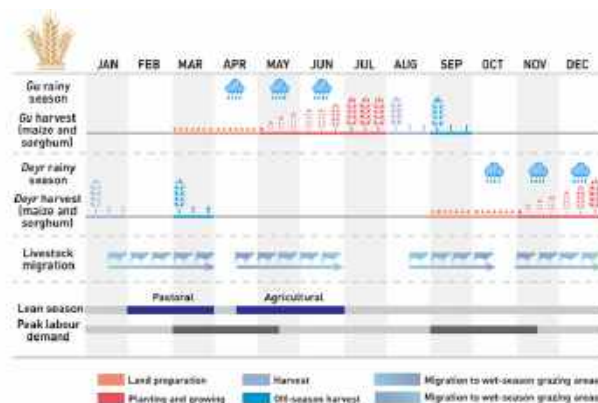 JAN FEB MAR APR MAY JUN JUL AUG SEP OCT NOV DEC
Gu rainy
season
Gu harvest
(maize and
sorghum)
Deyr rainy
season
Deyr harvest
(maize and
sorghum)
Livestock
migration
Pastoral Agricultural
Lean season
Peak labour
demand
Land preparation Harvest Migration to wet-season grazing areas
Planting and growing Off-season harvest Migration to wet-season grazing areas